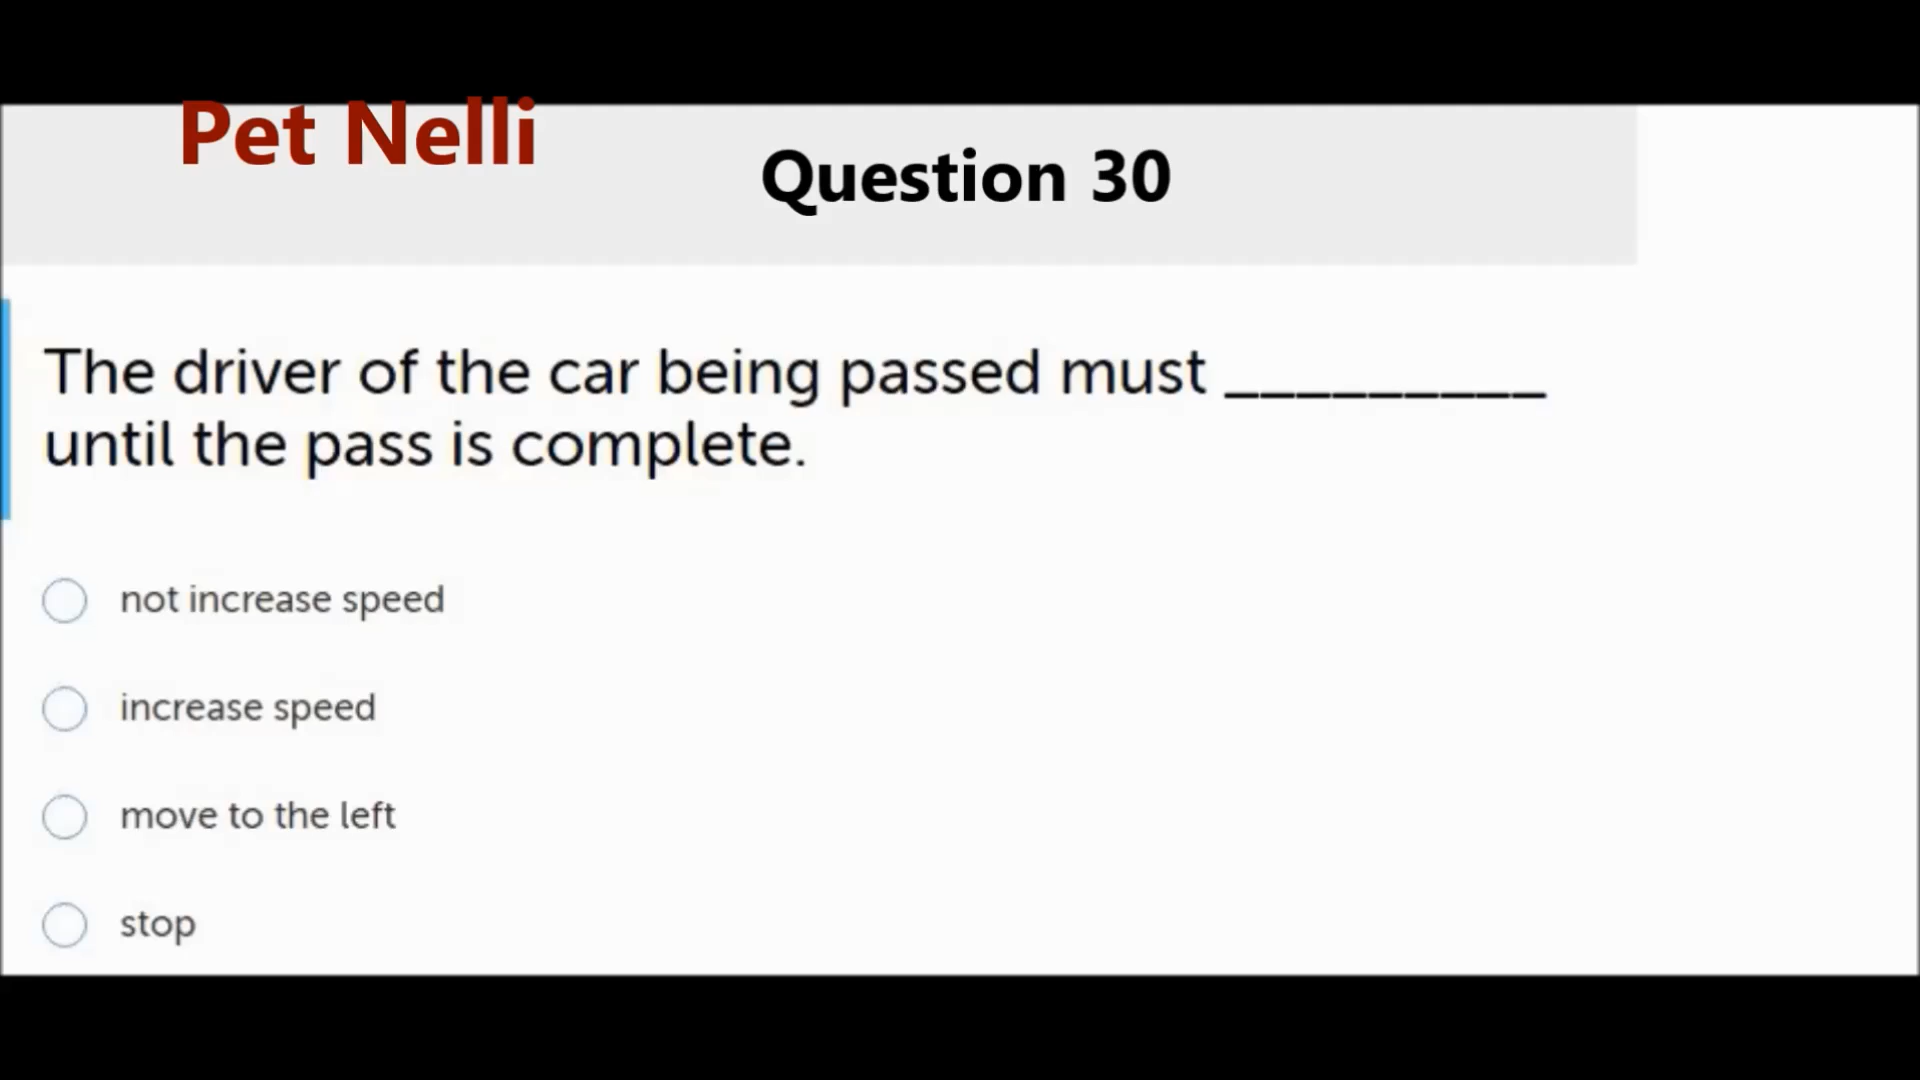 Pet Nelli
Question 30
The driver of the car being passed must _________
until the pass is complete.
not increase speed
increase speed
move to the left
stop